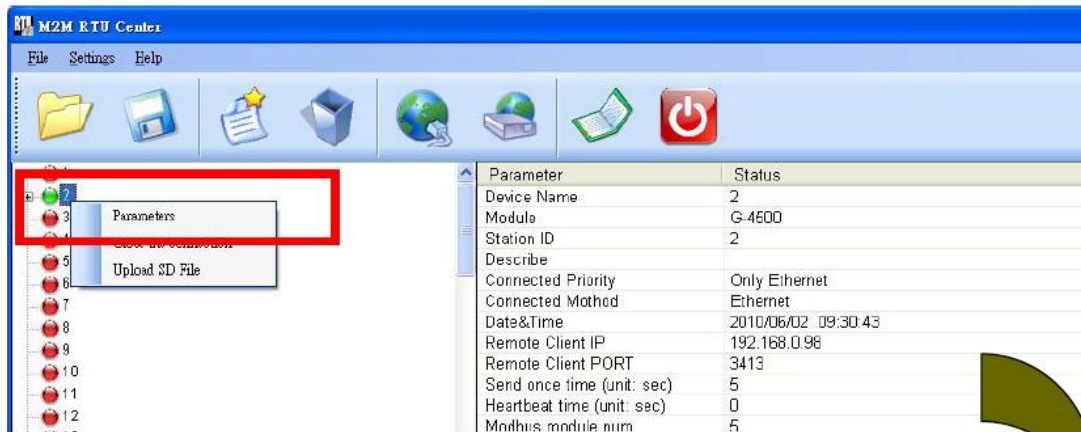 RTU M2M RTU Center
File Settings Help
Parameter Status
2
3
5
6
7
8
9
10
11
12
Parameters
Upload SD File
Device Name 2
Module G-4500
Station ID 2
Describe
Connected Priority Only Ethernet
Connected Mothod Ethernet
Date&Time 2010/06/02 09:30:43
Remote Client IP 192.168.0.98
Remote Client PORT 3413
Send once time (unit: sec) 5
Heartbeat time (unit: sec) 0
Modbus module num 5